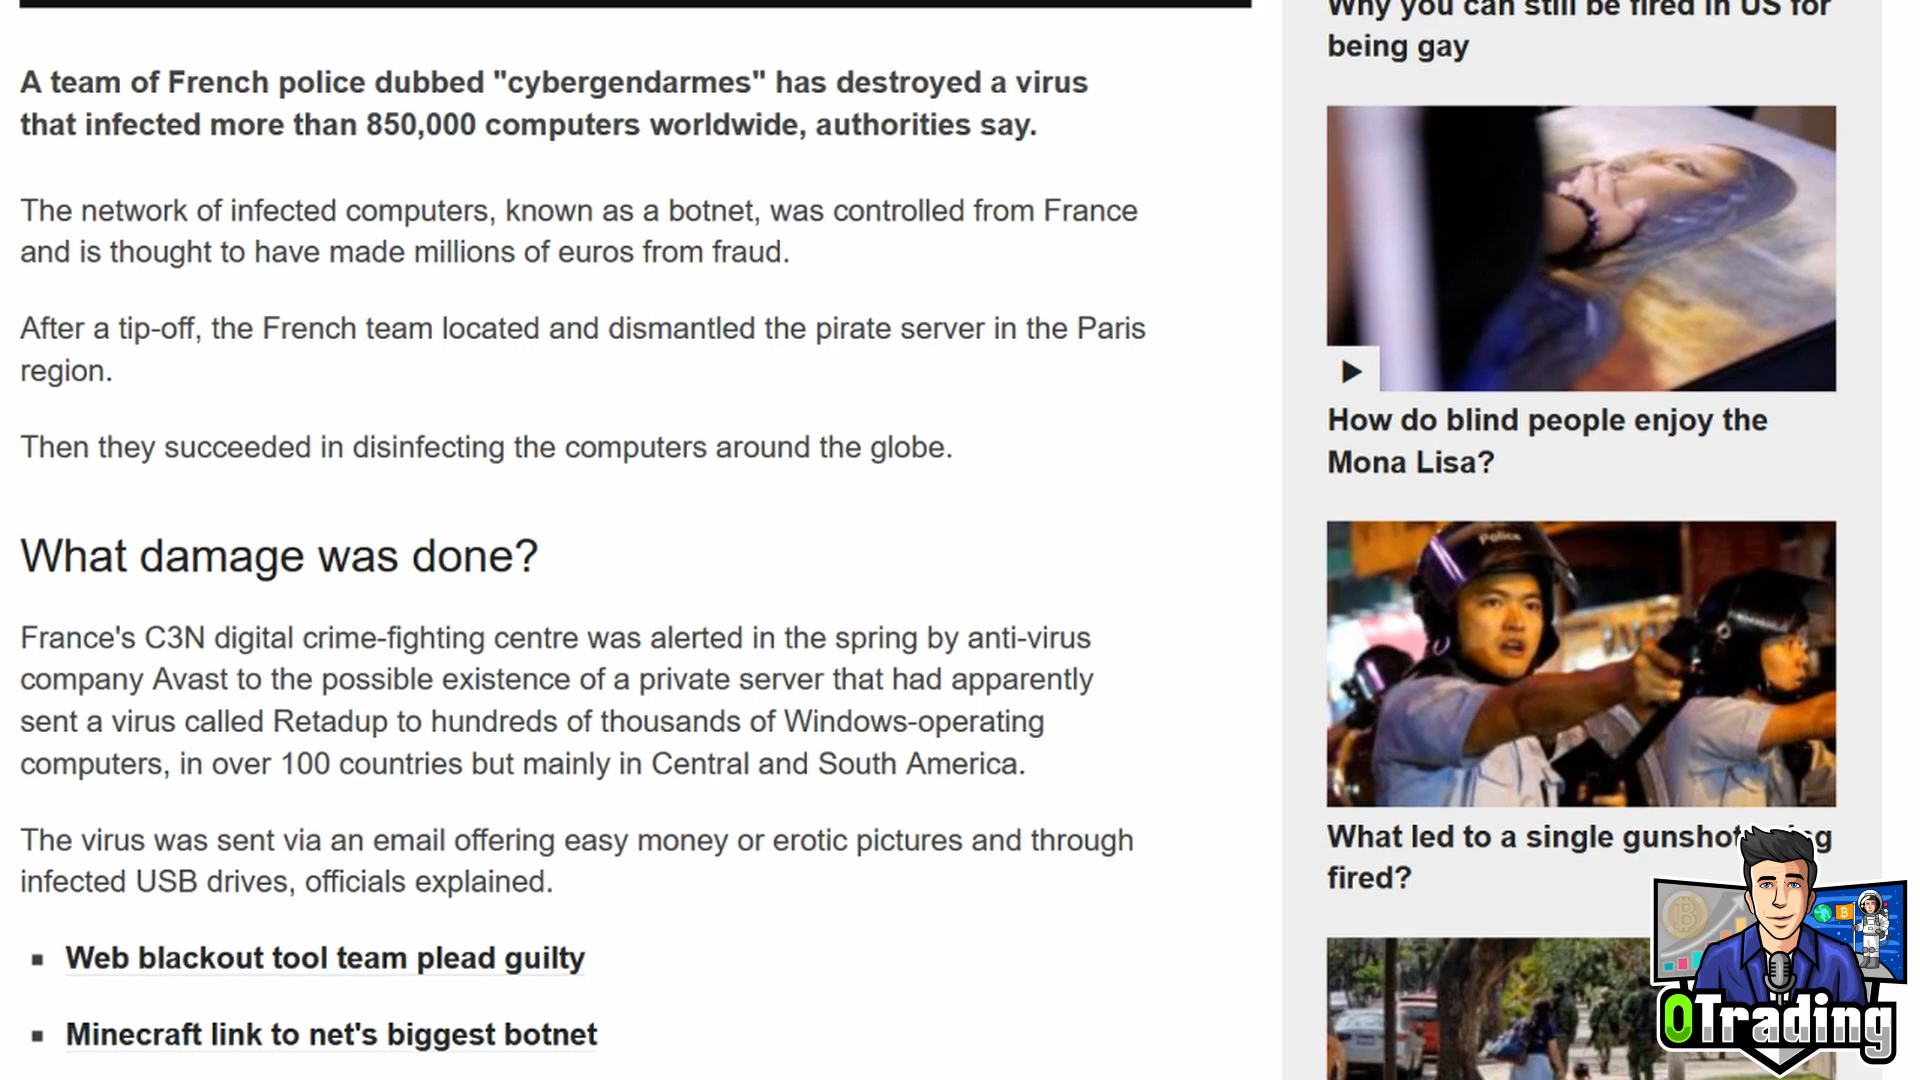 A team of French police dubbed "cybergendarmes" has destroyed a virus
that infected more than 850,000 computers worldwide, authorities say.
The network of infected computers, known as a botnet, was controlled from France
and is thought to have made millions of euros from fraud.
After a tip-off, the French team located and dismantled the pirate server in the Paris
region.
Then they succeeded in disinfecting the computers around the globe.
What damage was done?
France's C3N digital crime-fighting centre was alerted in the spring by anti-virus
company Avast to the possible existence of a private server that had apparently
sent a virus called Retadup to hundreds of thousands of Windows-operating
computers, in over 100 countries but mainly in Central and South America.
The virus was sent via an email offering easy money or erotic pictures and through
infected USB drives, officials explained.
Web blackout tool team plead guilty
Minecraft link to net's biggest botnet
Why you can still be fired in US for
being gay
How do blind people enjoy the
Mona Lisa?
Police
What led to a single gunshot
fired?
OTrading